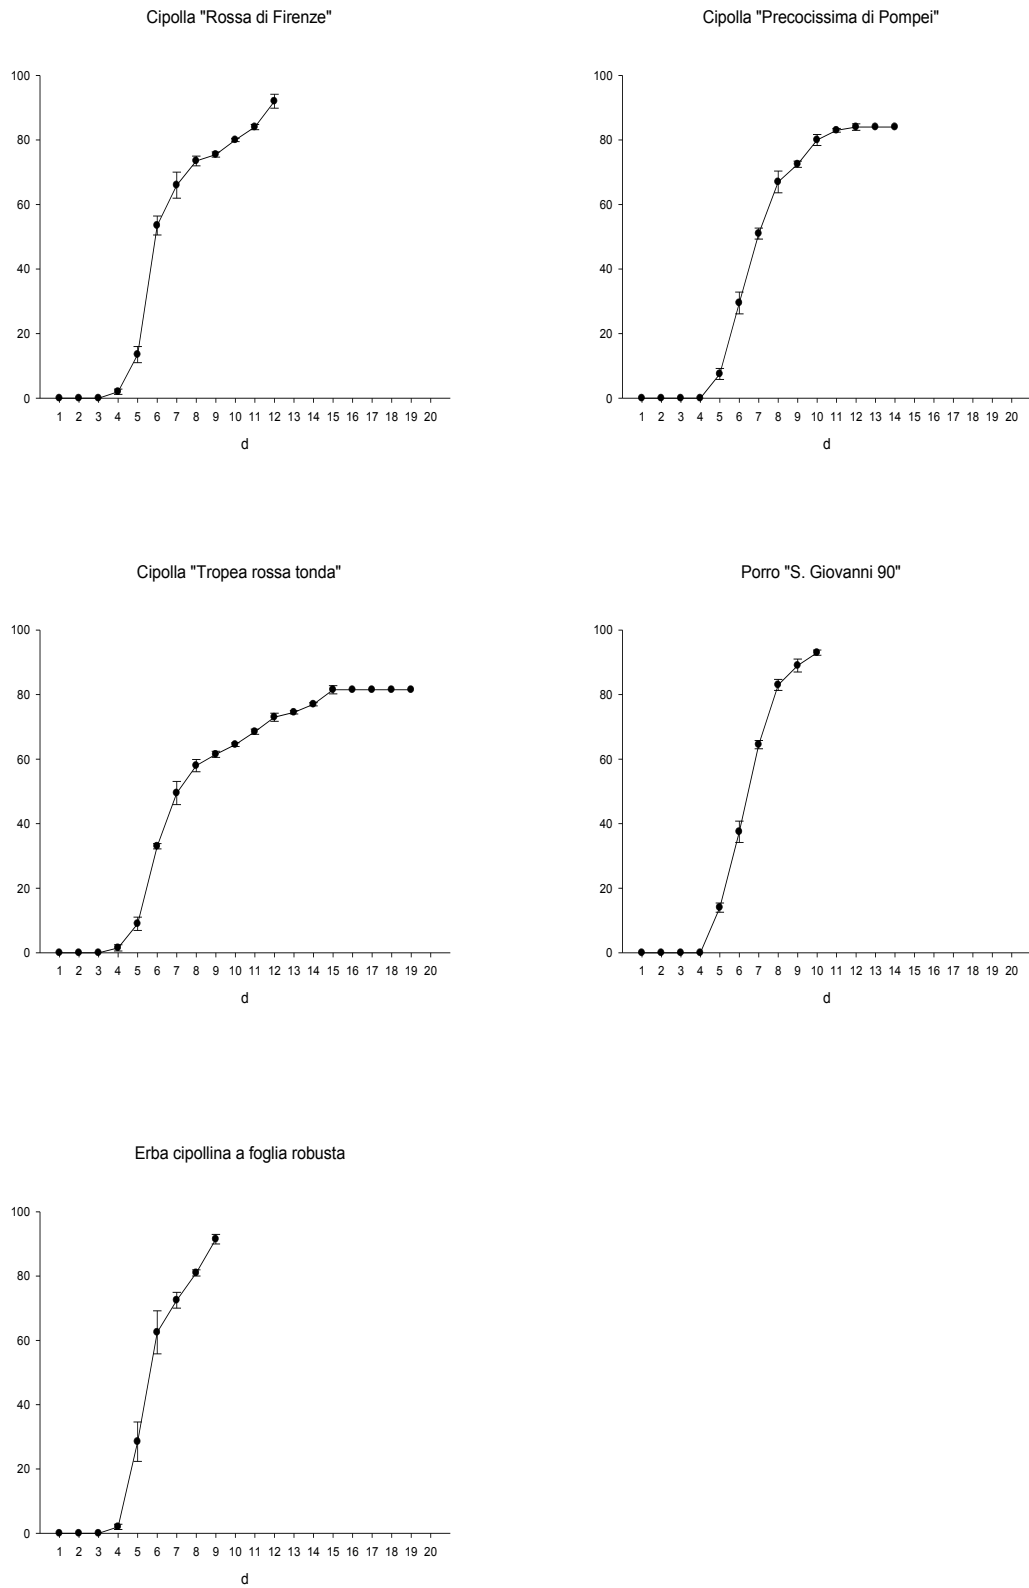 Cipolla "Rossa di Firenze"
100
80
60
40
20
0
1 2 3 4 5 6 7 8 9 10 11 12 13 14 15 16 17 18 19 20
d
Cipolla "Precocissima di Pompei"
100
80
60
40
20
0
1 2 3 4 5 6 7 8 9 10 11 12 13 14 15 16 17 18 19 20
d
Cipolla "Tropea rossa tonda"
100
80
60
40
20
0
1 2 3 4 5 6 7 8 9 10 11 12 13 14 15 16 17 18 19 20
d
Porro "S. Giovanni 90"
100
80
60
40
20
0
1 2 3 4 5 6 7 8 9 10 11 12 13 14 15 16 17 18 19 20
d
Erba cipollina a foglia robusta
100
80
60
40
20
0
1 2 3 4 5 6 7 8 9 10 11 12 13 14 15 16 17 18 19 20
d